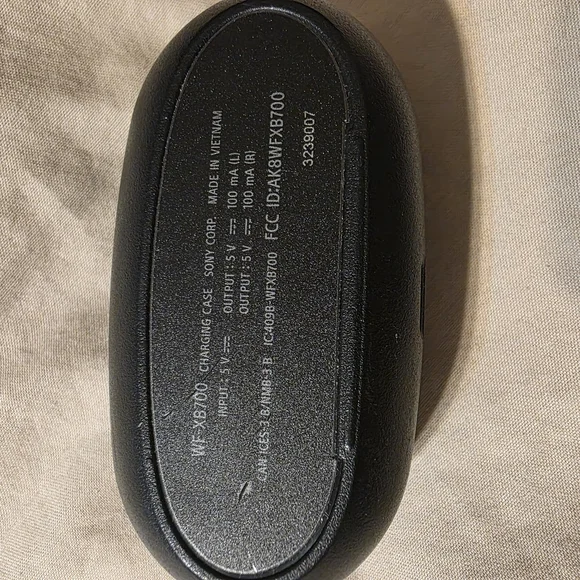 WF-XB700 CHARGING CASE SONY CORP. MADE IN VIETNAM
INPUT: 5 V ⎓ OUTPUT: 5 V ⎓ 100 mA (L)
OUTPUT: 5 V ⎓ 100 mA (R)
CAN ICES-3 B/NMB-3 B IC:409B-WFXB700 FCC ID:AK8WFXB700
3239007